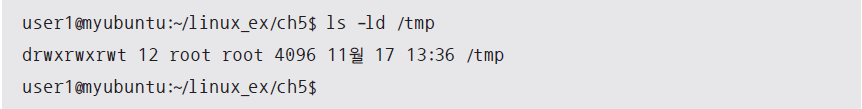 user1@myubuntu:~/linux_ex/ch5$ ls –ld /tmp
drwxrwxrwt 12 root root 4096 11월 17 13:36 /tmp
user1@myubuntu:~/linux_ex/ch5$